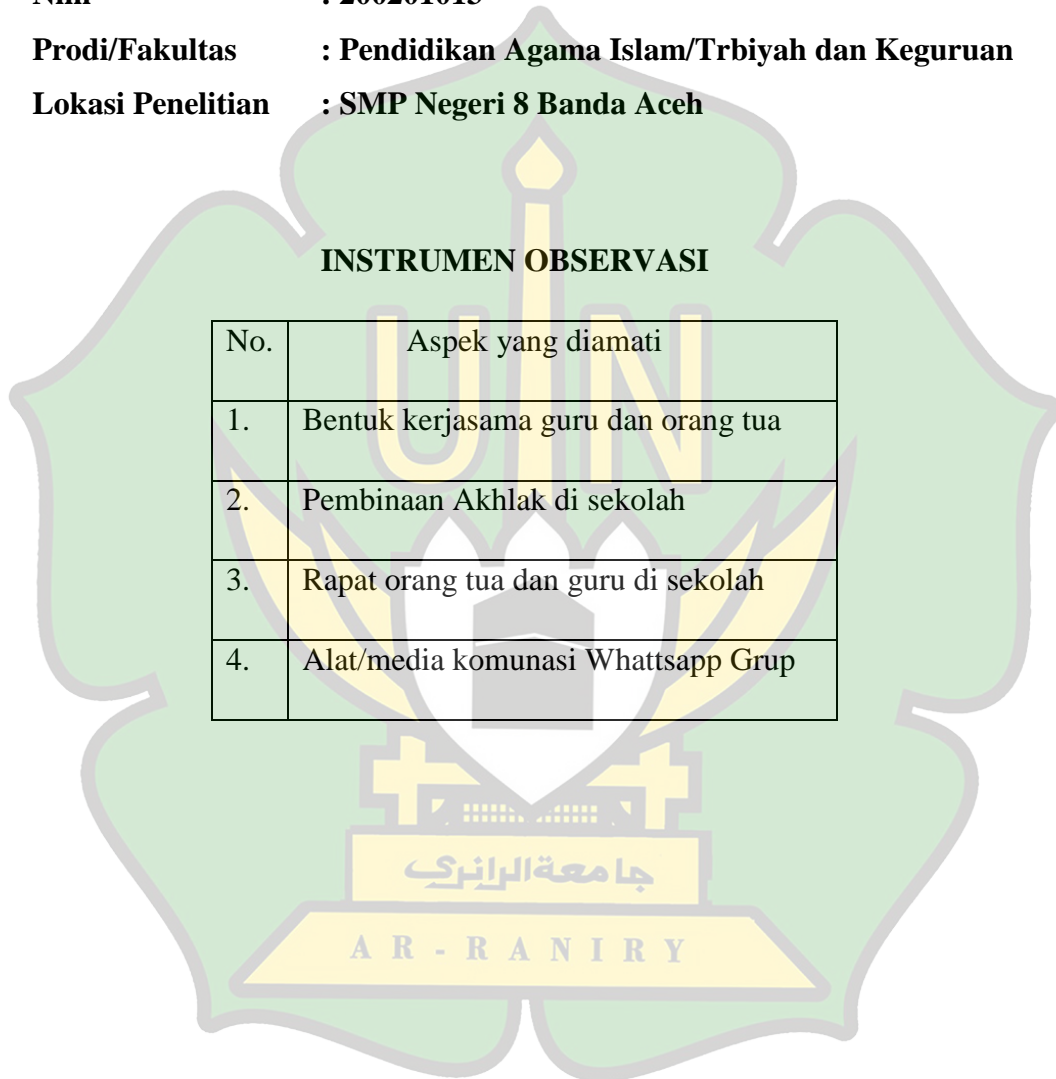 Prodi/Fakultas : Pendidikan Agama Islam/Trbiyah dan Keguruan
Lokasi Penelitian : SMP Negeri 8 Banda Aceh
INSTRUMEN OBSERVASI
No. Aspek yang diamati
1. Bentuk kerjasama guru dan orang tua
2. Pembinaan Akhlak di sekolah
3. Rapat orang tua dan guru di sekolah
4. Alat/media komunasi Whattsapp Grup
UIN
جامعةالرانري
AR-RANIRY